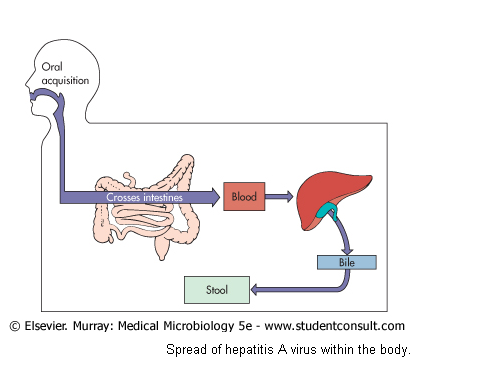 Oral
acquisition
Crosses intestines
Blood
Bile
Stool
© Elsevier. Murray: Medical Microbiology 5e - www.studentconsult.com
Spread of hepatitis A virus within the body.